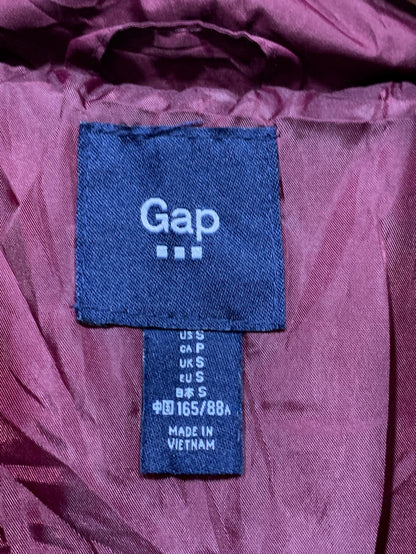 Gap
US S
CA P
UK S
EU S
日本 S
中国 165/88A
MADE IN
VIETNAM